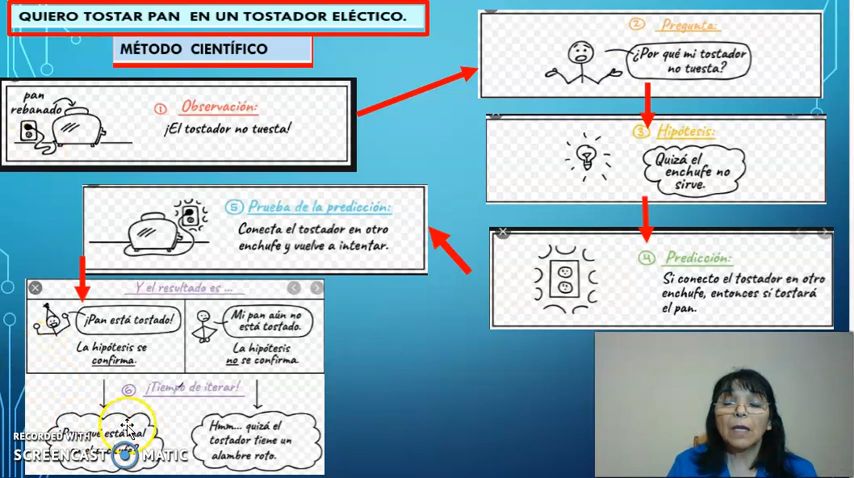 QUIERO TOSTAR PAN EN UN TOSTADOR ELÉCTICO.
MÉTODO CIENTÍFICO
pan
rebanado
1 Observación:
¡El tostador no tuesta!
2 Pregunta:
¿Por qué mi tostador
no tuesta?
3 Hipótesis:
Quizá el
enchufe no
sirve.
4 Predicción:
Si conecto el tostador en otro
enchufe, entonces sí tostará
el pan.
5 Prueba de la predicción:
Conecta el tostador en otro
enchufe y vuelve a intentar.
Y el resultado es ...
¡Pan está tostado!
La hipótesis se
confirma.
Mi pan aún no
está tostado.
La hipótesis
no se confirma.
6 ¡Tiempo de iterar!
está mal
Hmm... quizá el
tostador tiene un
alambre roto.
RECORDED WITH
SCREENCAST MATIC